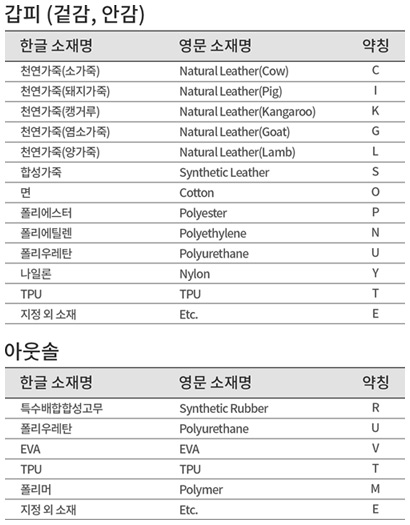 갑피 (겉감, 안감)
한글 소재명 영문 소재명 약칭
천연가죽(소가죽) Natural Leather(Cow) C
천연가죽(돼지가죽) Natural Leather(Pig) I
천연가죽(캥거루) Natural Leather(Kangaroo) K
천연가죽(염소가죽) Natural Leather(Goat) G
천연가죽(양가죽) Natural Leather(Lamb) L
합성가죽 Synthetic Leather S
면 Cotton O
폴리에스터 Polyester P
폴리에틸렌 Polyethylene N
폴리우레탄 Polyurethane U
나일론 Nylon Y
TPU TPU T
지정 외 소재 Etc. E
아웃솔
한글 소재명 영문 소재명 약칭
특수배합합성고무 Synthetic Rubber R
폴리우레탄 Polyurethane U
EVA EVA V
TPU TPU T
폴리머 Polymer M
지정 외 소재 Etc. E